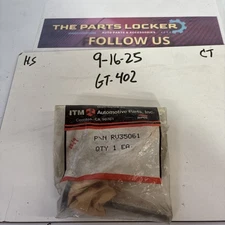 THE PARTS LOCKER
FOLLOW US
HS
9-16-25
CT
GT-402
ITM
Automotive Parts, Inc.
P\N RV35061
QTY 1 EA